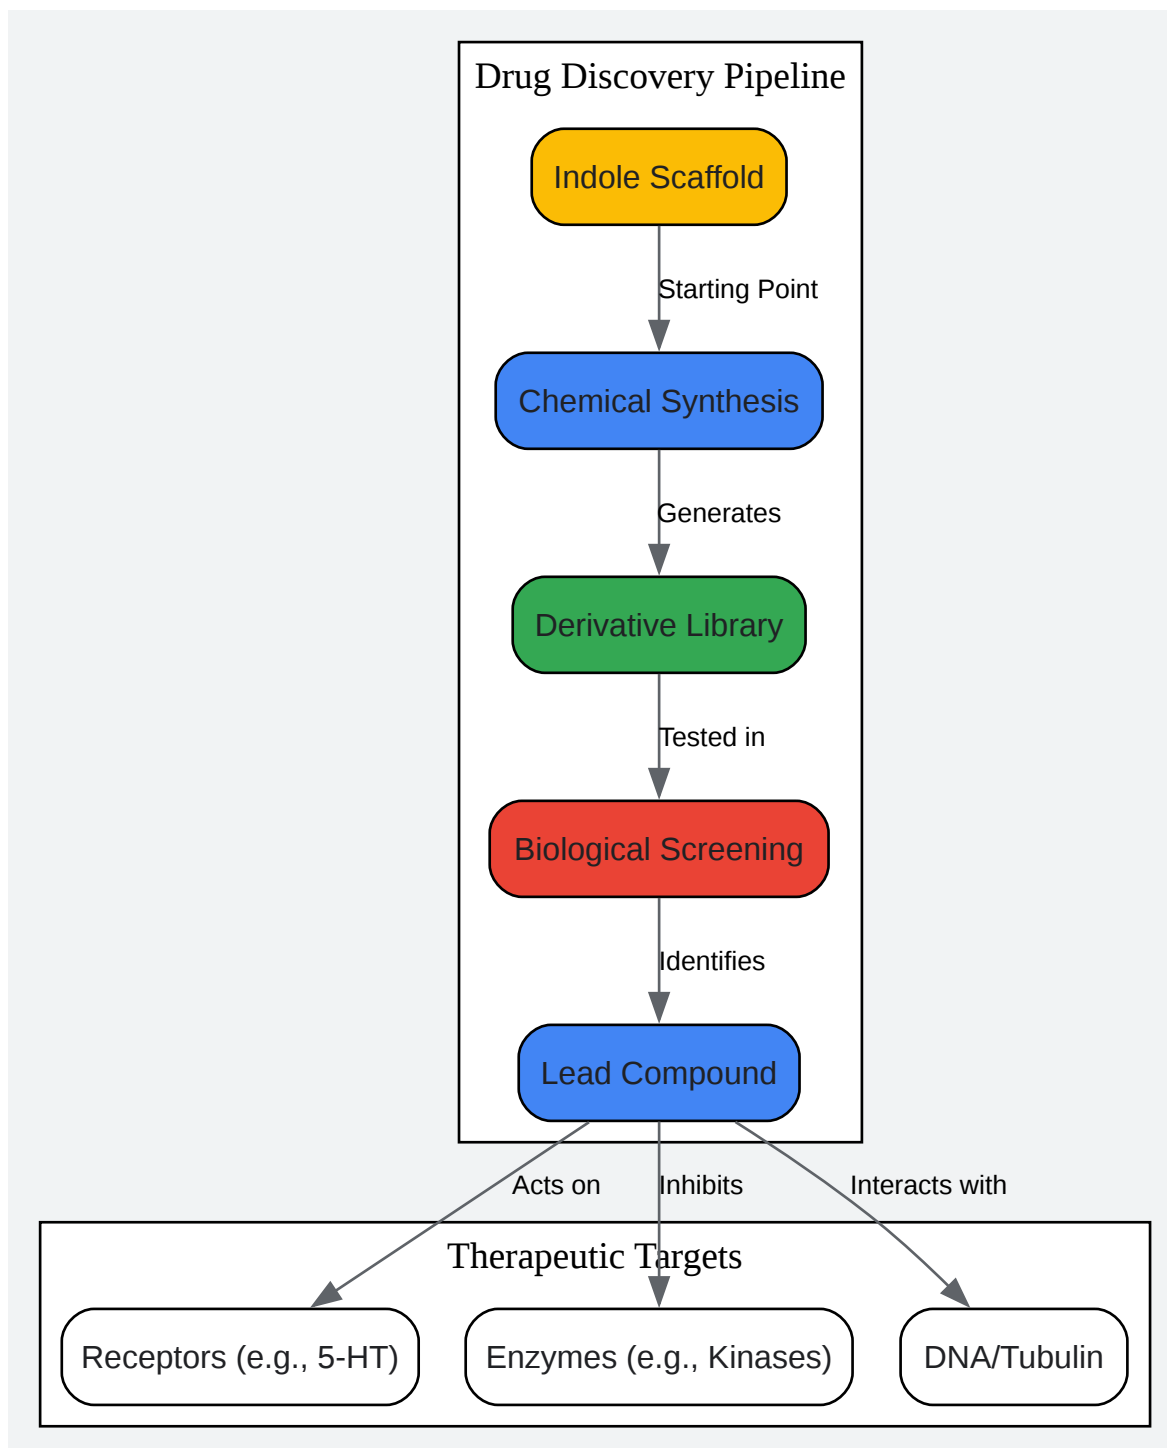 Drug Discovery Pipeline
Indole Scaffold
Starting Point
Chemical Synthesis
Generates
Derivative Library
Tested in
Biological Screening
Identifies
Lead Compound
Acts on
Inhibits
Interacts with
Therapeutic Targets
Receptors (e.g., 5-HT)
Enzymes (e.g., Kinases)
DNA/Tubulin